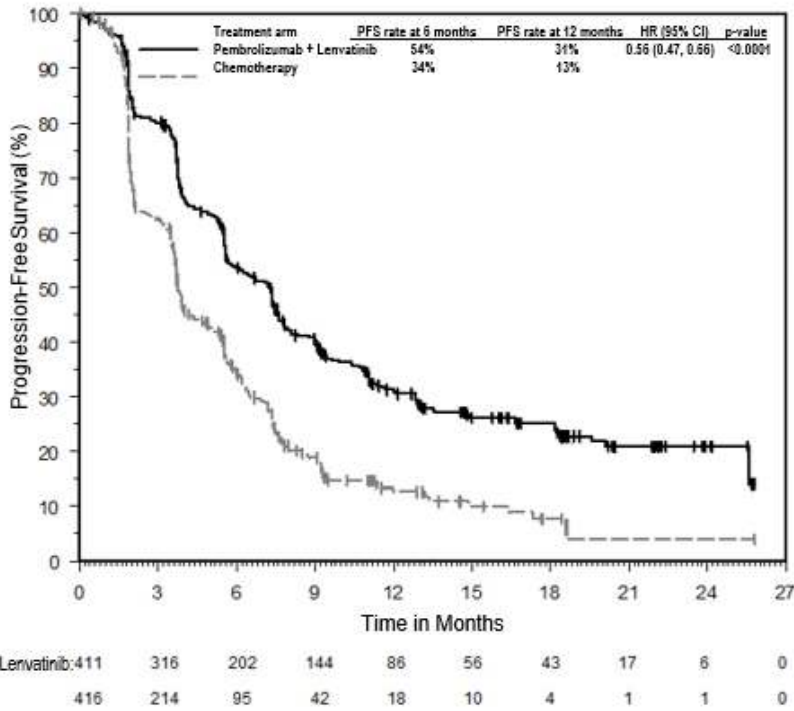 Treatment arm PFS rate at 6 months PFS rate at 12 months HR (95% CI) p-value
Pembrolizumab + Lenvatinib 54% 31% 0.56 (0.47, 0.66) <0.0001
Chemotherapy 34% 13%
Progression-Free Survival (%)
100
90
80
70
60
50
40
30
20
10
0
0 3 6 9 12 15 18 21 24 27
Time in Months
Lenvatinib: 411 316 202 144 86 56 43 17 6 0
416 214 95 42 18 10 4 1 1 0